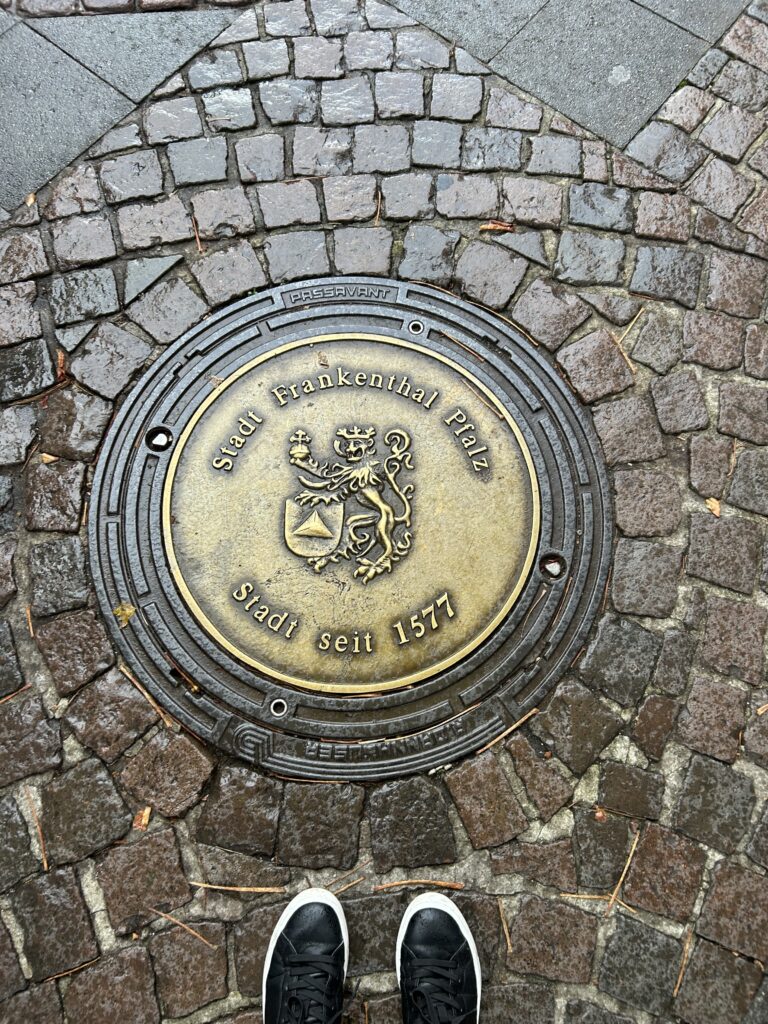 PASSAVANT
Stadt Frankenthal Pfalz
Stadt seit 1577